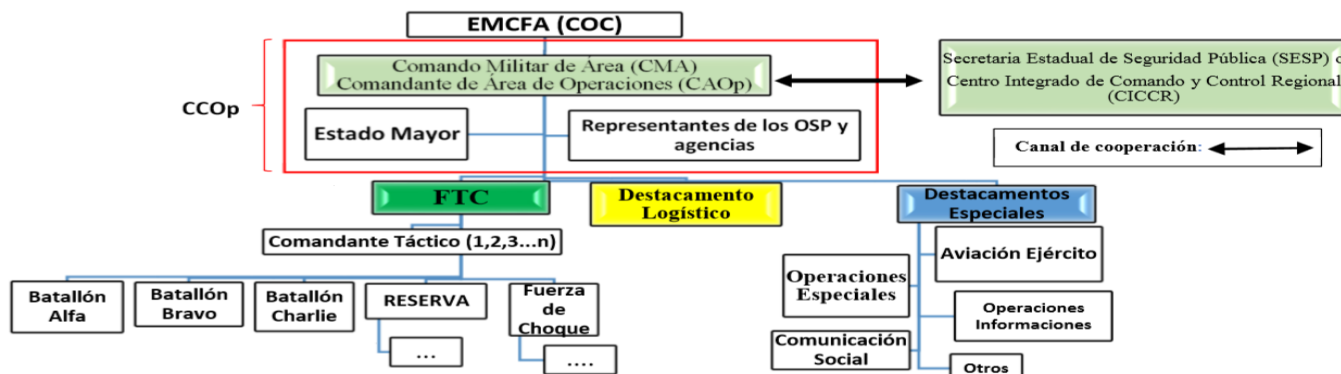 EMCFA (COC)
CCOp
Comando Militar de Área (CMA)
Comandante de Área de Operaciones (CAOp)
Secretaria Estadual de Seguridad Pública (SESP) o
Centro Integrado de Comando y Control Regional
(CICCR)
Estado Mayor
Representantes de los OSP y
agencias
Canal de cooperación:
FTC
Destacamento
Logístico
Destacamentos
Especiales
Comandante Táctico (1,2,3...n)
Batallón
Alfa
Batallón
Bravo
Batallón
Charlie
RESERVA
...
Fuerza
de
Choque
....
Aviación Ejército
Operaciones
Especiales
Operaciones
Informaciones
Comunicación
Social
Otros